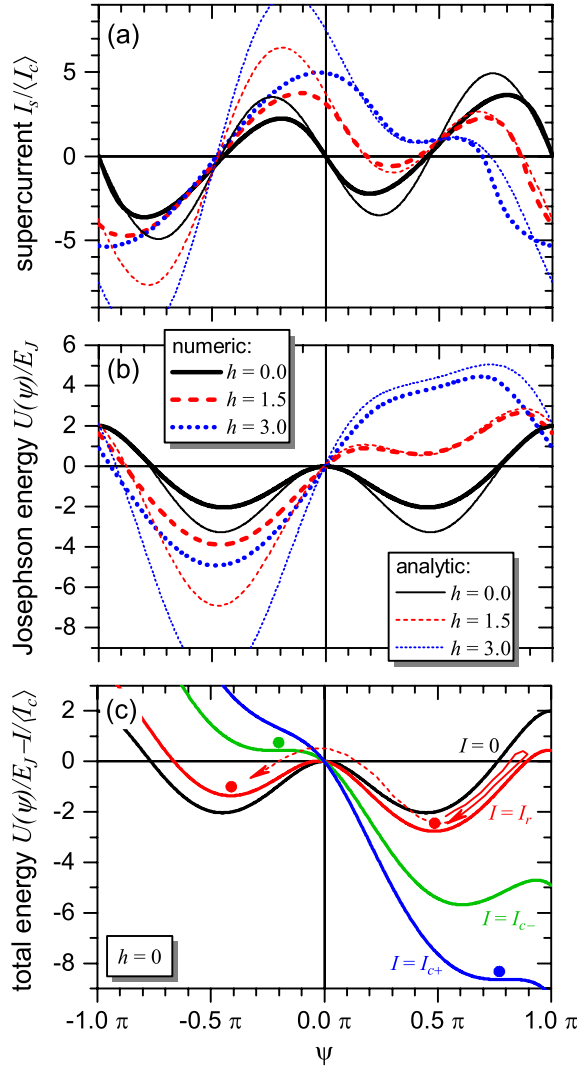 (a)
supercurrent I_s/⟨I_c⟩
5
0
-5
(b)
Josephson energy U(ψ)/E_J
6
4
2
0
-2
-4
-6
-8
numeric:
h = 0.0
h = 1.5
h = 3.0
analytic:
h = 0.0
h = 1.5
h = 3.0
(c)
total energy U(ψ)/E_J−I/⟨I_c⟩
2
0
-2
-4
-6
-8
I = 0
I = I_r
I = I_c−
I = I_c+
h = 0
-1.0 π
-0.5 π
0.0 π
0.5 π
1.0 π
ψ